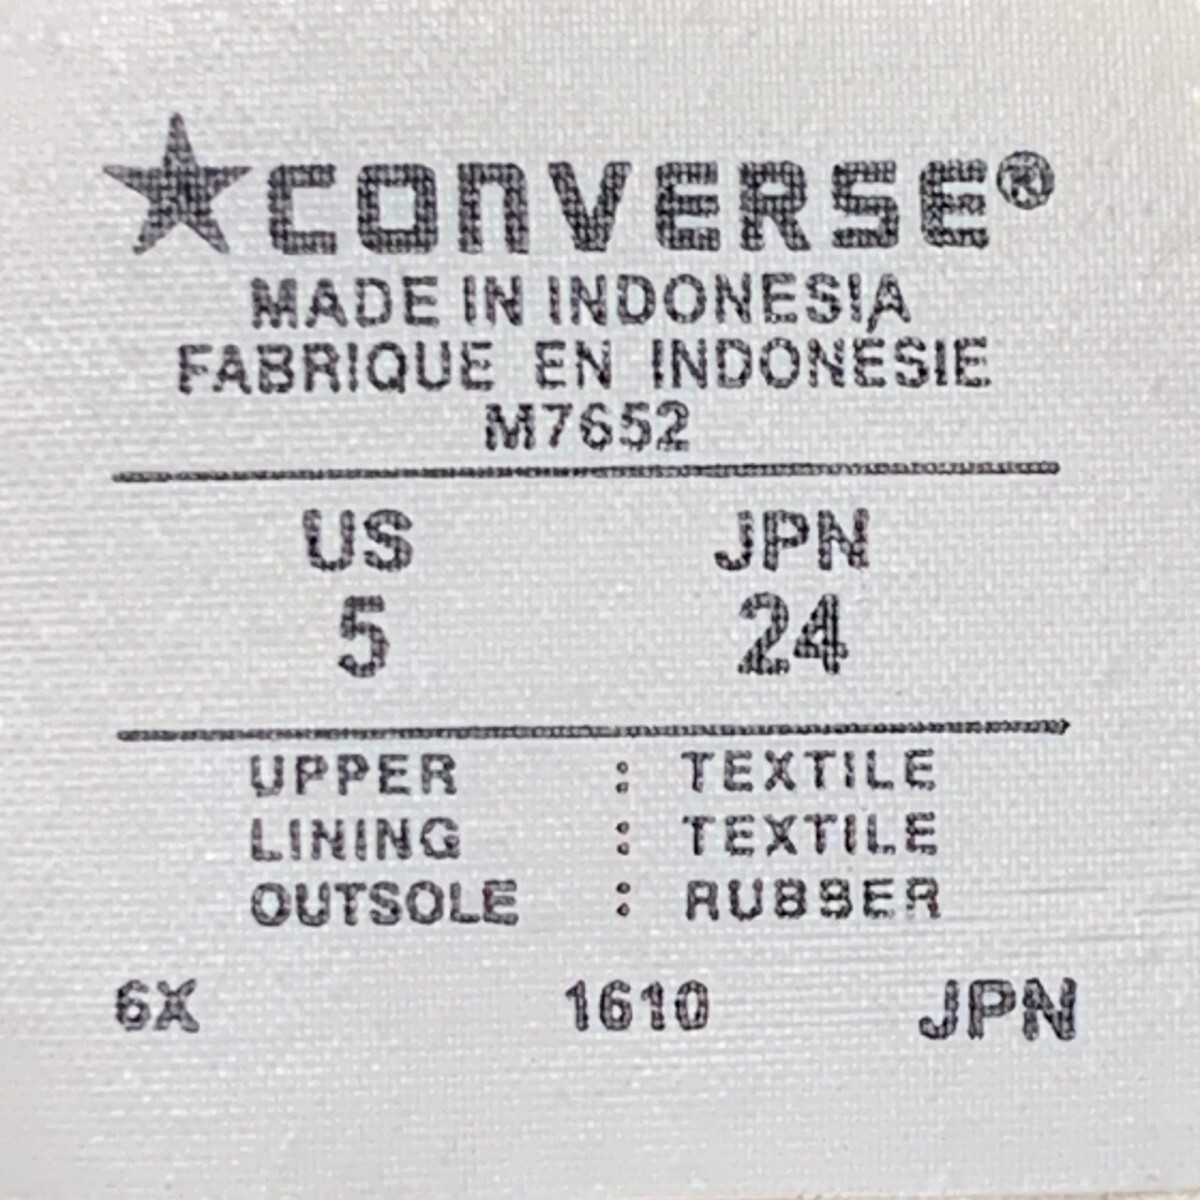 ★CONVERSE®
MADE IN INDONESIA
FABRIQUE EN INDONÉSIE
M7652
US JPN
5 24
UPPER : TEXTILE
LINING : TEXTILE
OUTSOLE : RUBBER
6X 1610 JPN